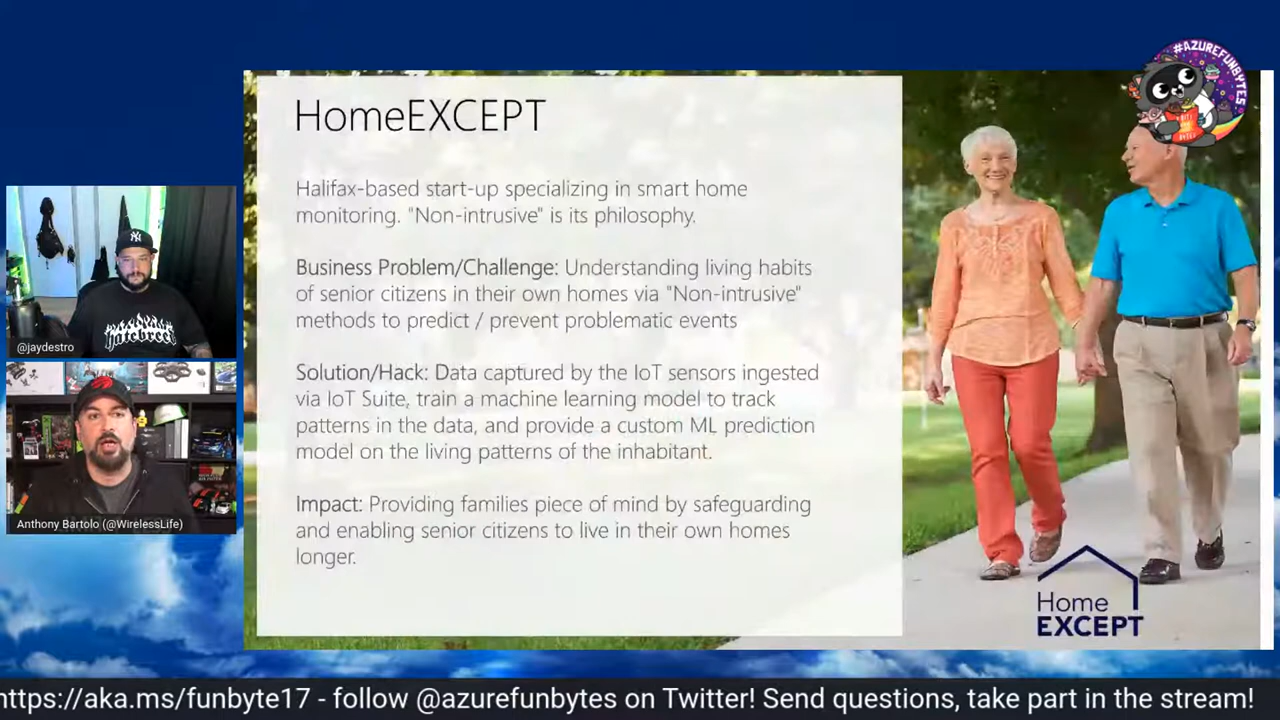 #AZUREFUNBYTES
HomeEXCEPT
Halifax-based start-up specializing in smart home
monitoring. "Non-intrusive" is its philosophy.
Business Problem/Challenge: Understanding living habits
of senior citizens in their own homes via "Non-intrusive"
methods to predict / prevent problematic events
Solution/Hack: Data captured by the IoT sensors ingested
via IoT Suite, train a machine learning model to track
patterns in the data, and provide a custom ML prediction
model on the living patterns of the inhabitant.
Impact: Providing families piece of mind by safeguarding
and enabling senior citizens to live in their own homes
longer.
Home
EXCEPT
@jaydestro
hatebreed
Anthony Bartolo (@WirelessLife)
https://aka.ms/funbyte17 - follow @azurefunbytes on Twitter! Send questions, take part in the stream!